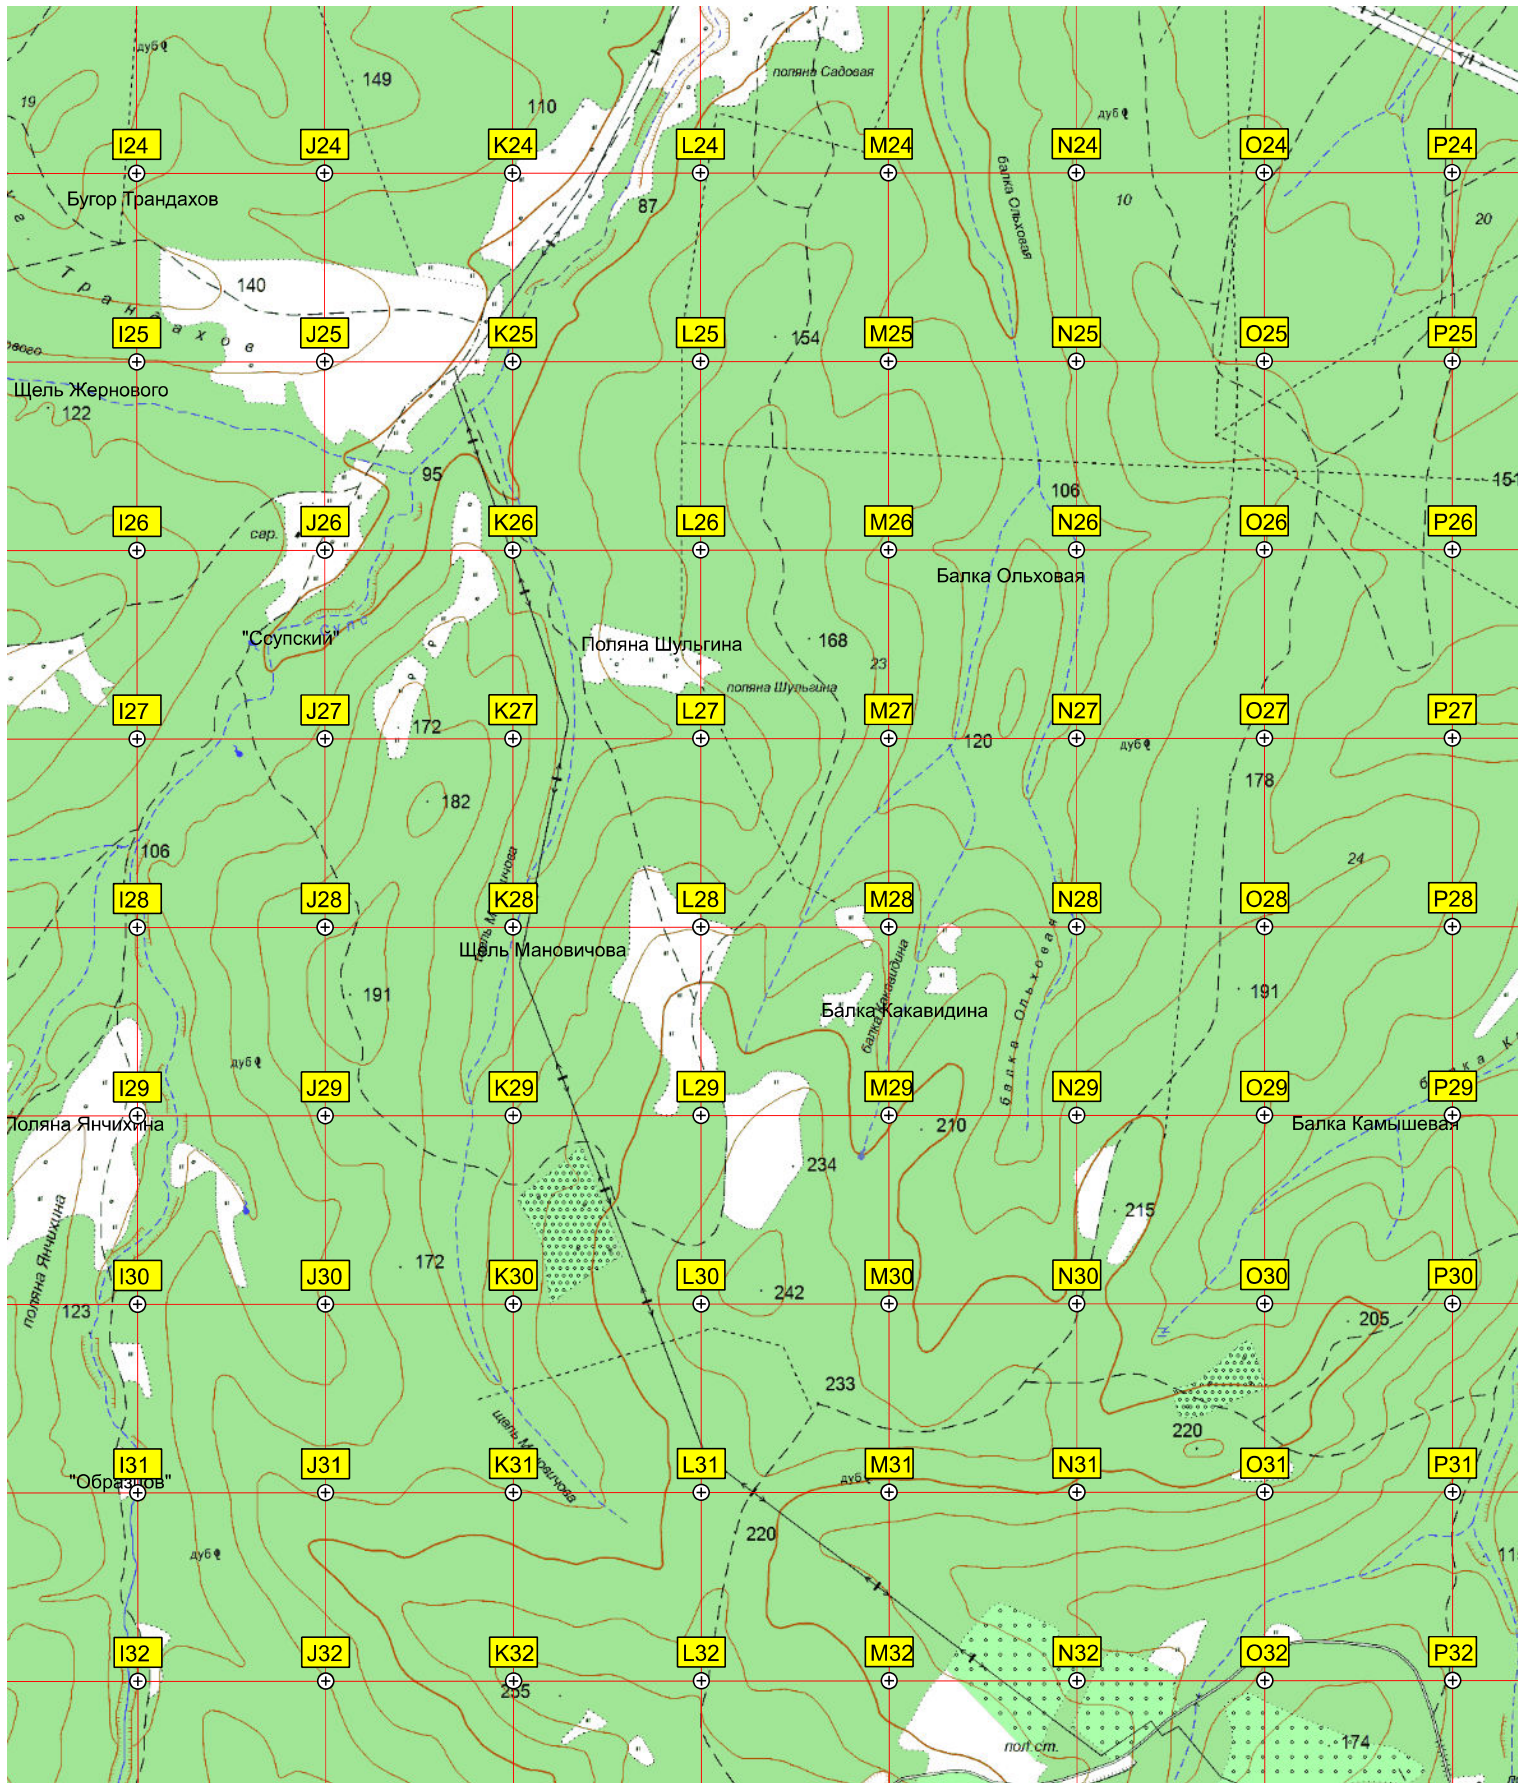 дуб
149
поляна Садовая
19
110
дуб
I24
J24
K24
L24
M24
N24
O24
P24
Бугор Трандахов
87
балка Ольховая
10
20
140
Трандахов
154
I25
J25
K25
L25
M25
N25
O25
P25
Щель Жернового
122
95
106
151
I26
J26
K26
L26
M26
N26
O26
P26
сар.
Балка Ольховая
"Ссупский"
Поляна Шульгина
168
23
поляна Шульгина
I27
J27
K27
L27
M27
N27
O27
P27
172
120
дуб
182
178
106
24
I28
J28
K28
L28
M28
N28
O28
P28
Щель Мановичова
балка Какавидина
балка Ольховая
191
191
Балка Какавидина
дуб
I29
J29
K29
L29
M29
N29
O29
P29
Поляна Янчихина
210
Балка Камышевая
234
поляна Янчихина
215
172
I30
J30
K30
L30
M30
N30
O30
P30
123
242
205
233
220
I31
J31
K31
L31
M31
N31
O31
P31
"Образцов"
дуб
220
дуб
I32
J32
K32
L32
M32
N32
O32
P32
255
пол.ст.
174